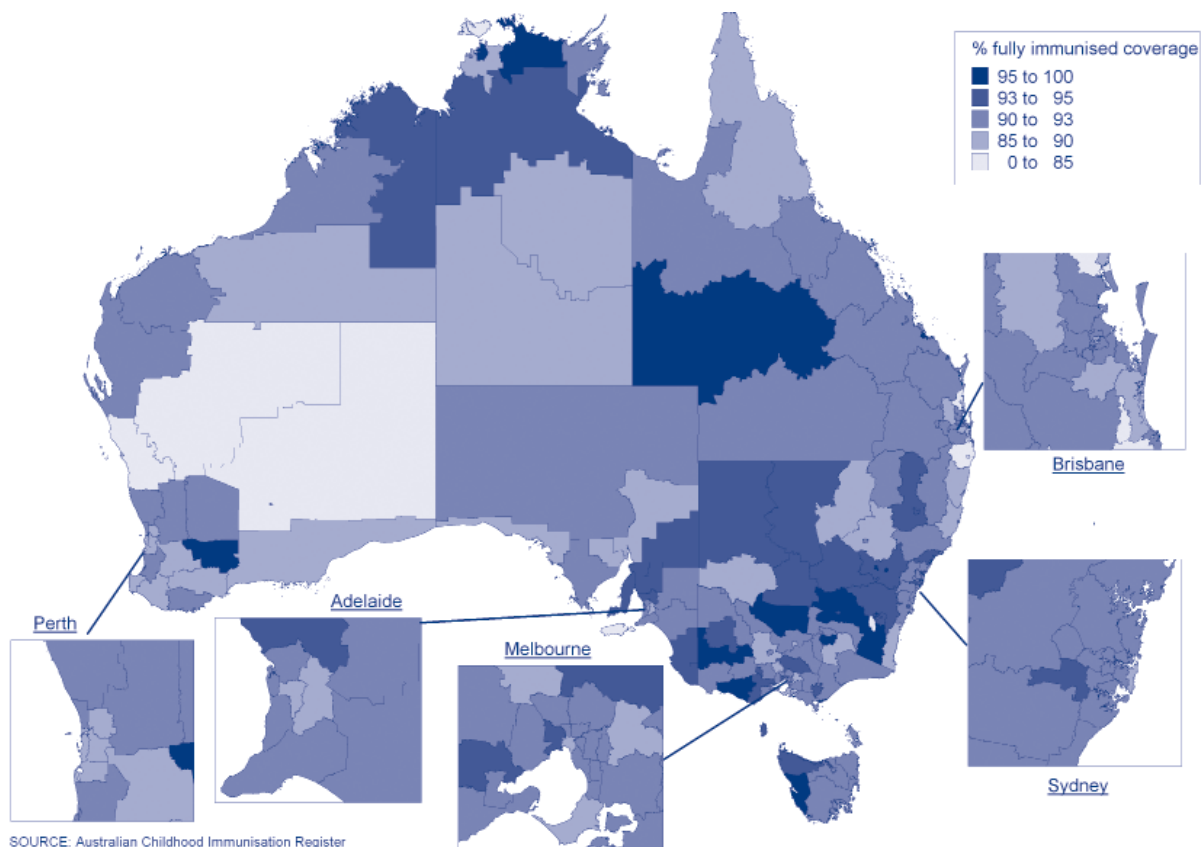 % fully immunised coverage
95 to 100
93 to 95
90 to 93
85 to 90
0 to 85
Brisbane
Perth
Adelaide
Melbourne
Sydney
SOURCE: Australian Childhood Immunisation Register